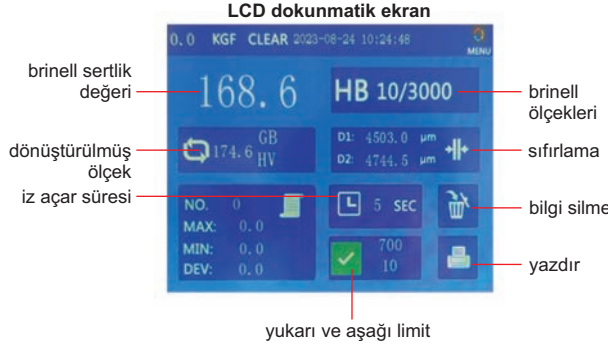 LCD dokunmatik ekran
0.0 KGF CLEAR 2023-08-24 10:24:48
MENU
brinell sertlik
değeri
168.6
HB 10/3000
brinell
ölçekleri
dönüştürülmüş
ölçek
174.6 GB
HV
D1: 4503.0 μm
D2: 4744.5 μm
sıfırlama
iz açar süresi
NO. 0
MAX: 0.0
MIN: 0.0
DEV: 0.0
5 SEC
bilgi silme
700
10
yazdır
yukarı ve aşağı limit